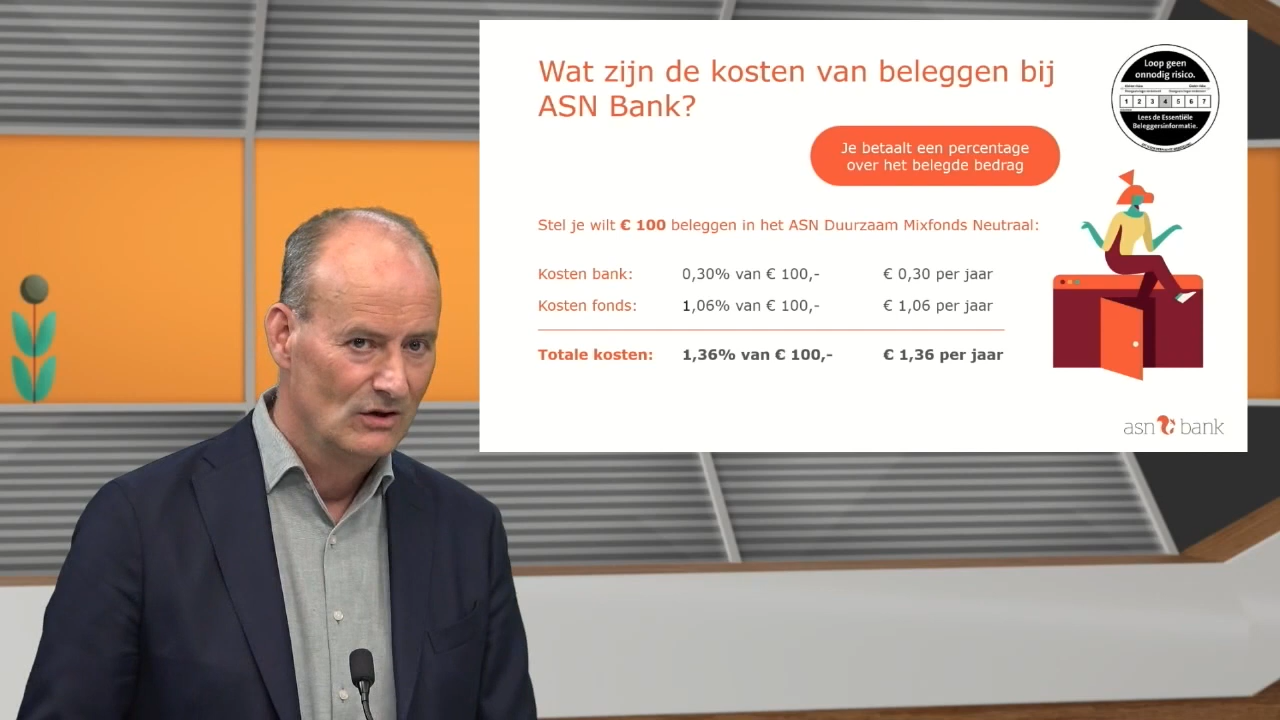 Wat zijn de kosten van beleggen bij
ASN Bank?
Loop geen
onnodig risico.
1 2 3 4 5 6 7
Lees de Essentiële
Beleggersinformatie.
Je betaalt een percentage
over het belegde bedrag
Stel je wilt € 100 beleggen in het ASN Duurzaam Mixfonds Neutraal:
Kosten bank: 0,30% van € 100,- € 0,30 per jaar
Kosten fonds: 1,06% van € 100,- € 1,06 per jaar
Totale kosten: 1,36% van € 100,- € 1,36 per jaar
asn bank